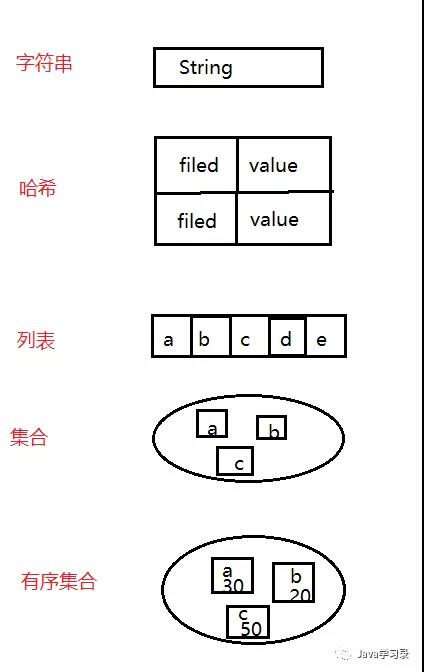 字符串
String
哈希
filed value
filed value
列表
a b c d e
集合
a b
c
有序集合
a
30
b
20
c
50
Java学习录